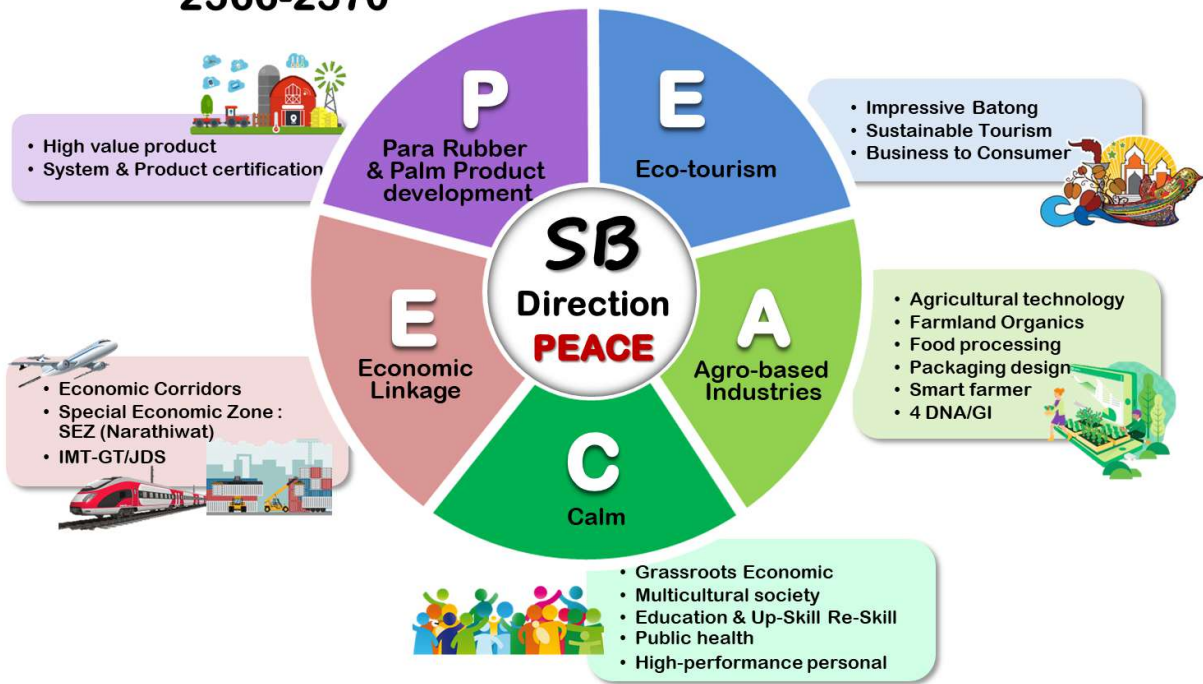 2566-2570
P
Para Rubber
& Palm Product
development
• High value product
• System & Product certification
E
Eco-tourism
• Impressive Batong
• Sustainable Tourism
• Business to Consumer
SB
Direction
PEACE
A
Agro-based
Industries
• Agricultural technology
• Farmland Organics
• Food processing
• Packaging design
• Smart farmer
• 4 DNA/GI
C
Calm
• Grassroots Economic
• Multicultural society
• Education & Up-Skill Re-Skill
• Public health
• High-performance personal
E
Economic
Linkage
• Economic Corridors
• Special Economic Zone :
SEZ (Narathiwat)
• IMT-GT/JDS